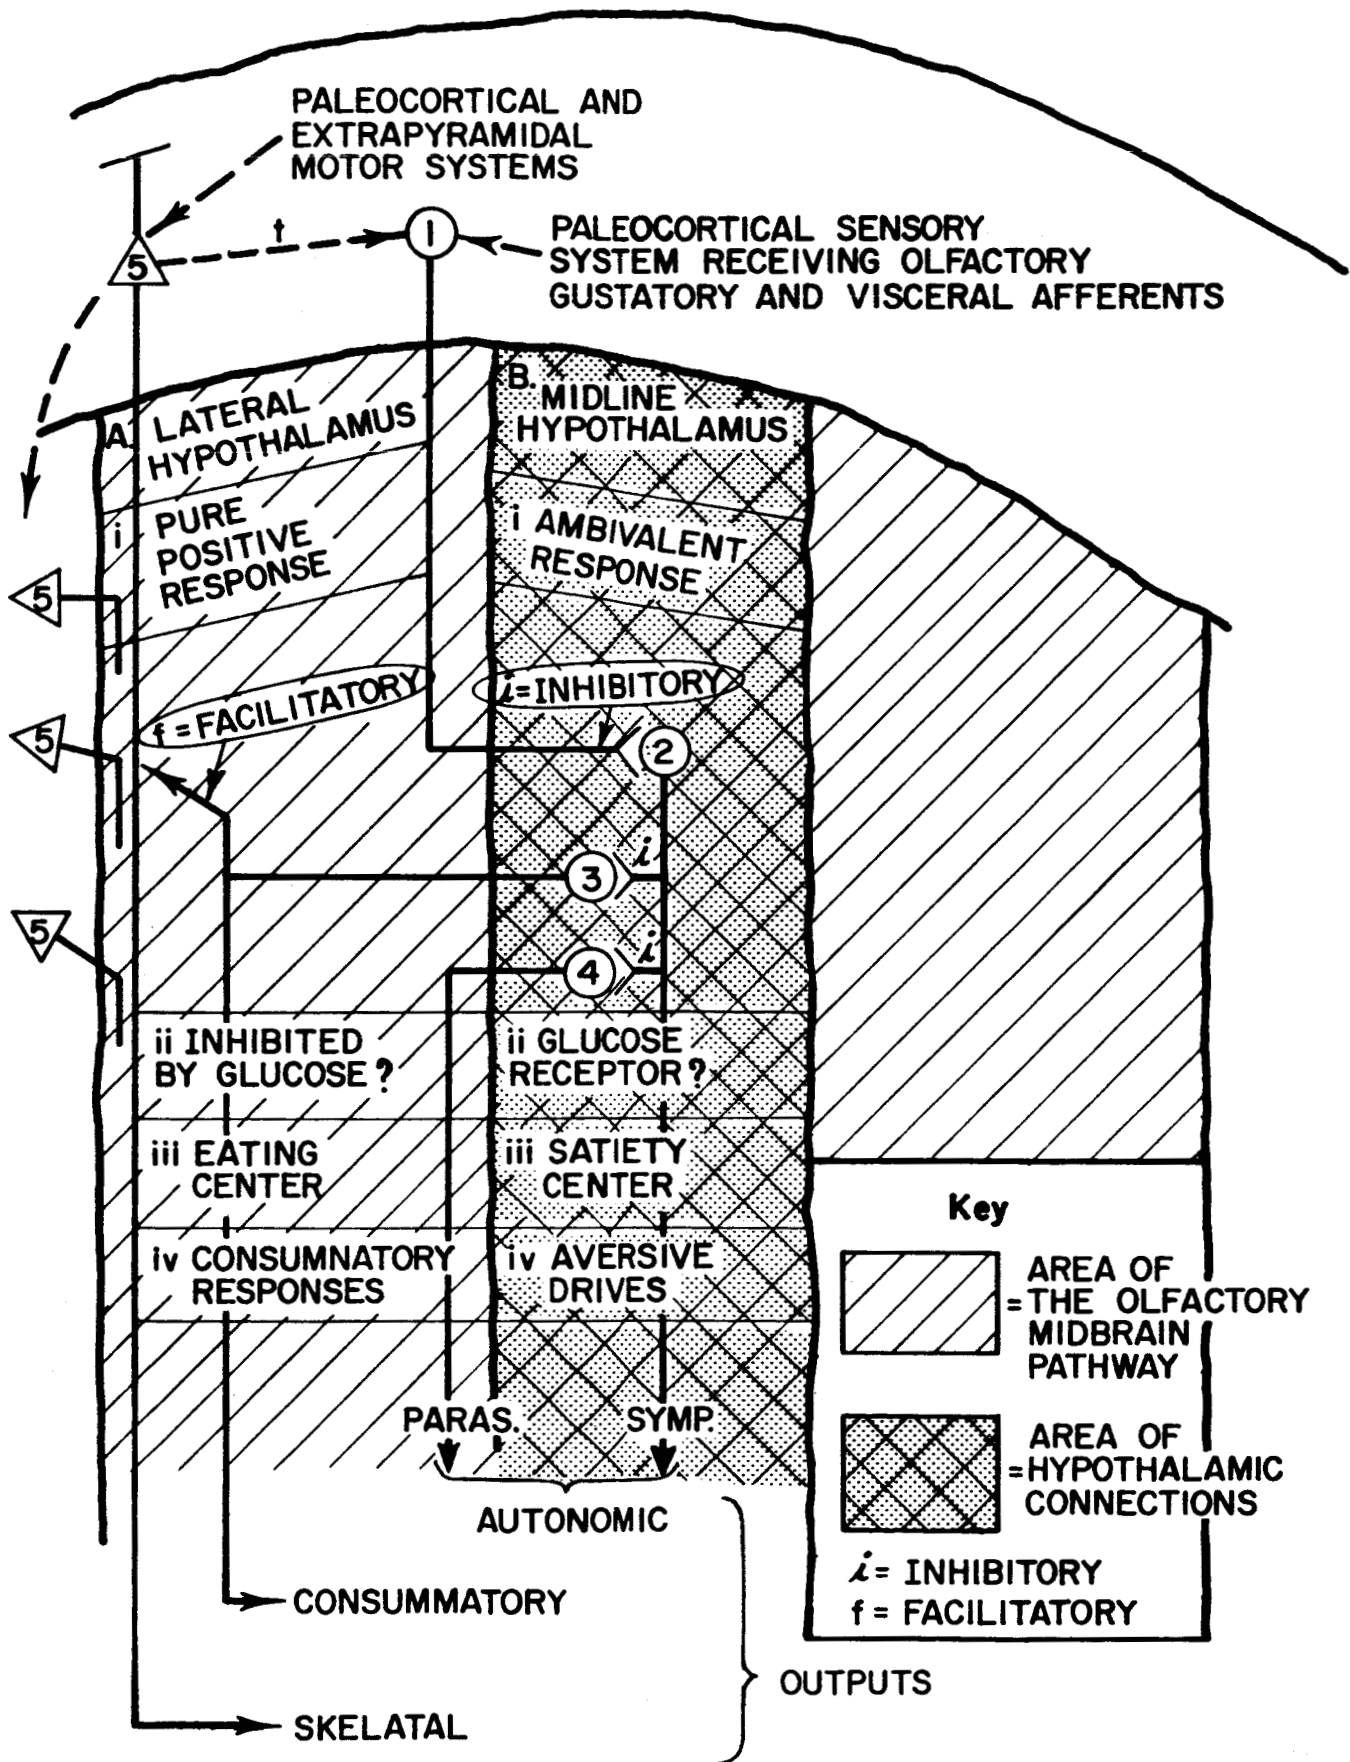 PALEOCORTICAL AND
EXTRAPYRAMIDAL
MOTOR SYSTEMS
t
1
5
PALEOCORTICAL SENSORY
SYSTEM RECEIVING OLFACTORY
GUSTATORY AND VISCERAL AFFERENTS
A. LATERAL
HYPOTHALAMUS
B. MIDLINE
HYPOTHALAMUS
i PURE
POSITIVE
RESPONSE
i AMBIVALENT
RESPONSE
5
f = FACILITATORY
i = INHIBITORY
5
2
3
i
5
4
i
ii INHIBITED
BY GLUCOSE ?
ii GLUCOSE
RECEPTOR ?
iii EATING
CENTER
iii SATIETY
CENTER
iv CONSUMNATORY
RESPONSES
iv AVERSIVE
DRIVES
PARAS.
SYMP.
AUTONOMIC
CONSUMMATORY
SKELATAL
OUTPUTS
Key
AREA OF
= THE OLFACTORY
MIDBRAIN
PATHWAY
AREA OF
= HYPOTHALAMIC
CONNECTIONS
i = INHIBITORY
f = FACILITATORY